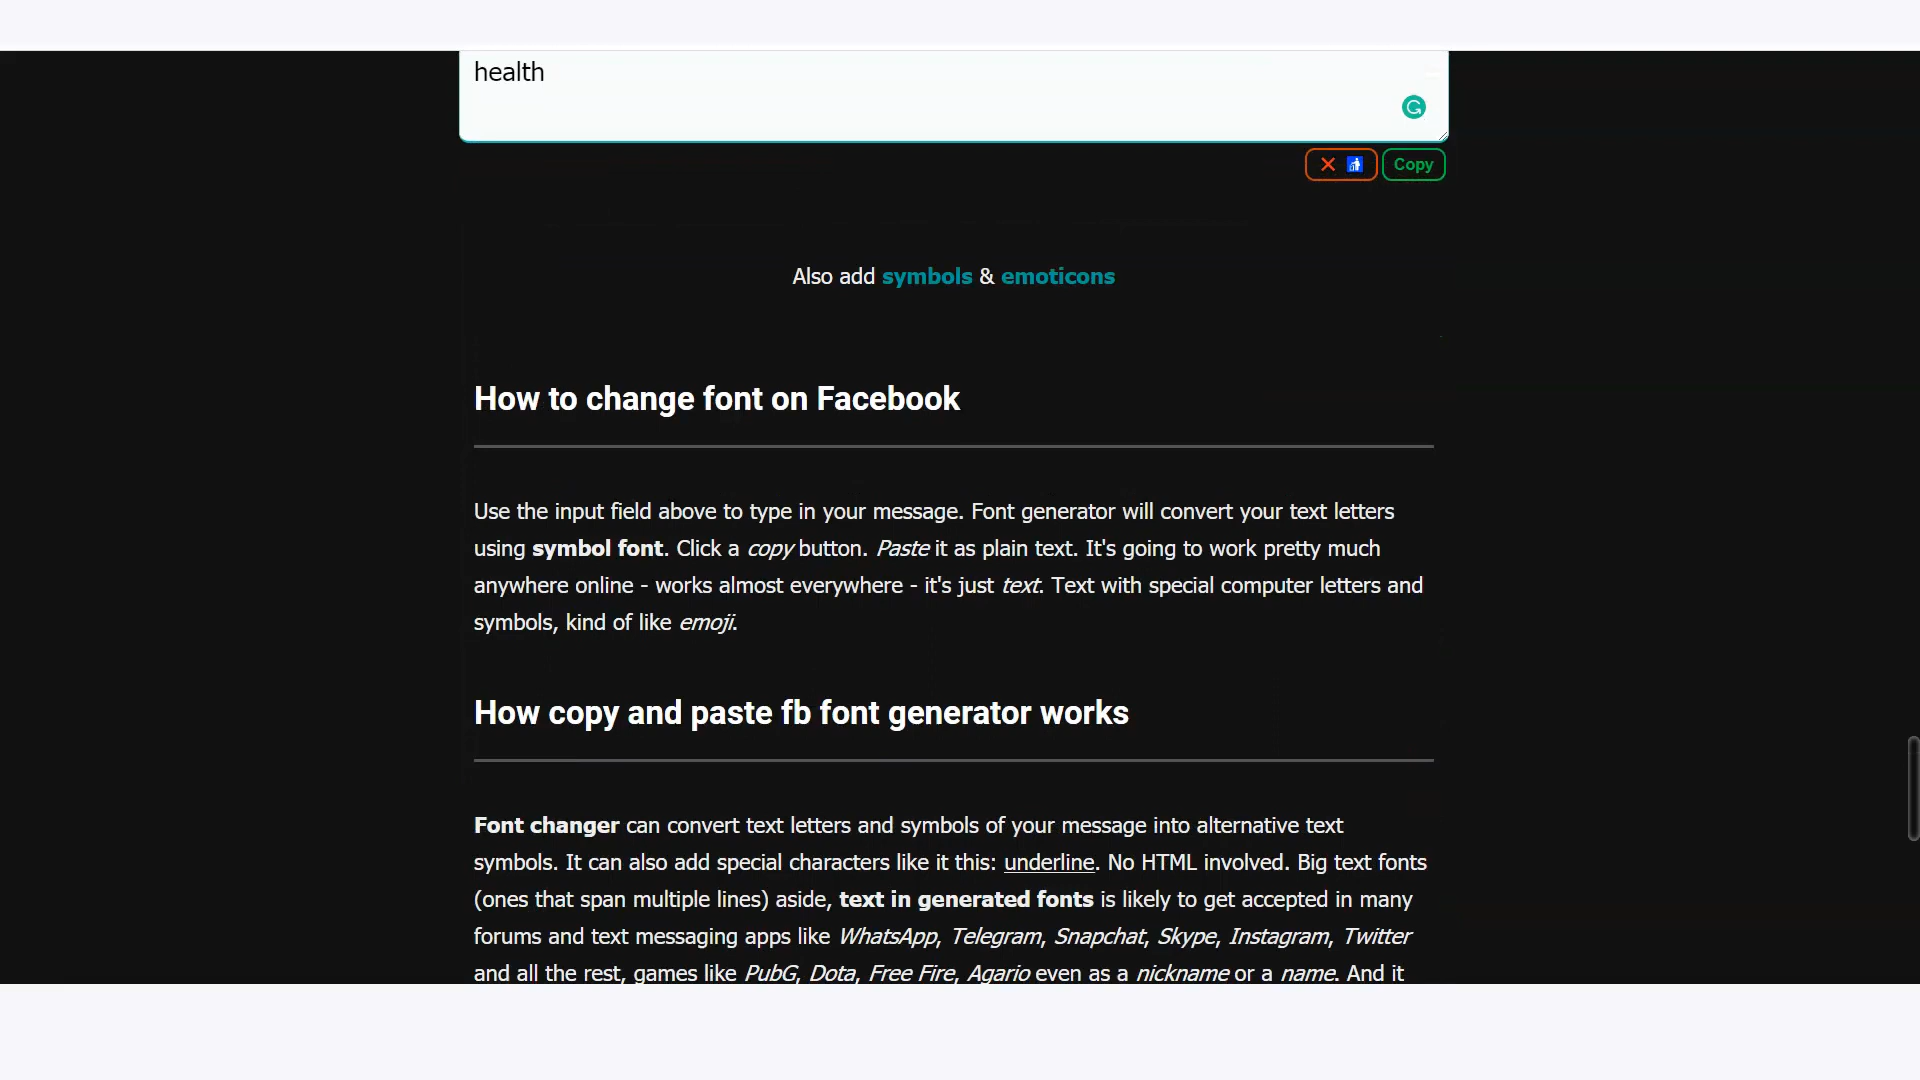 health
Copy
Also add symbols & emoticons
How to change font on Facebook
Use the input field above to type in your message. Font generator will convert your text letters
using symbol font. Click a copy button. Paste it as plain text. It's going to work pretty much
anywhere online - works almost everywhere - it's just text. Text with special computer letters and
symbols, kind of like emoji.
How copy and paste fb font generator works
Font changer can convert text letters and symbols of your message into alternative text
symbols. It can also add special characters like it this: underline. No HTML involved. Big text fonts
(ones that span multiple lines) aside, text in generated fonts is likely to get accepted in many
forums and text messaging apps like WhatsApp, Telegram, Snapchat, Skype, Instagram, Twitter
and all the rest, games like PubG, Dota, Free Fire, Agario even as a nickname or a name. And it